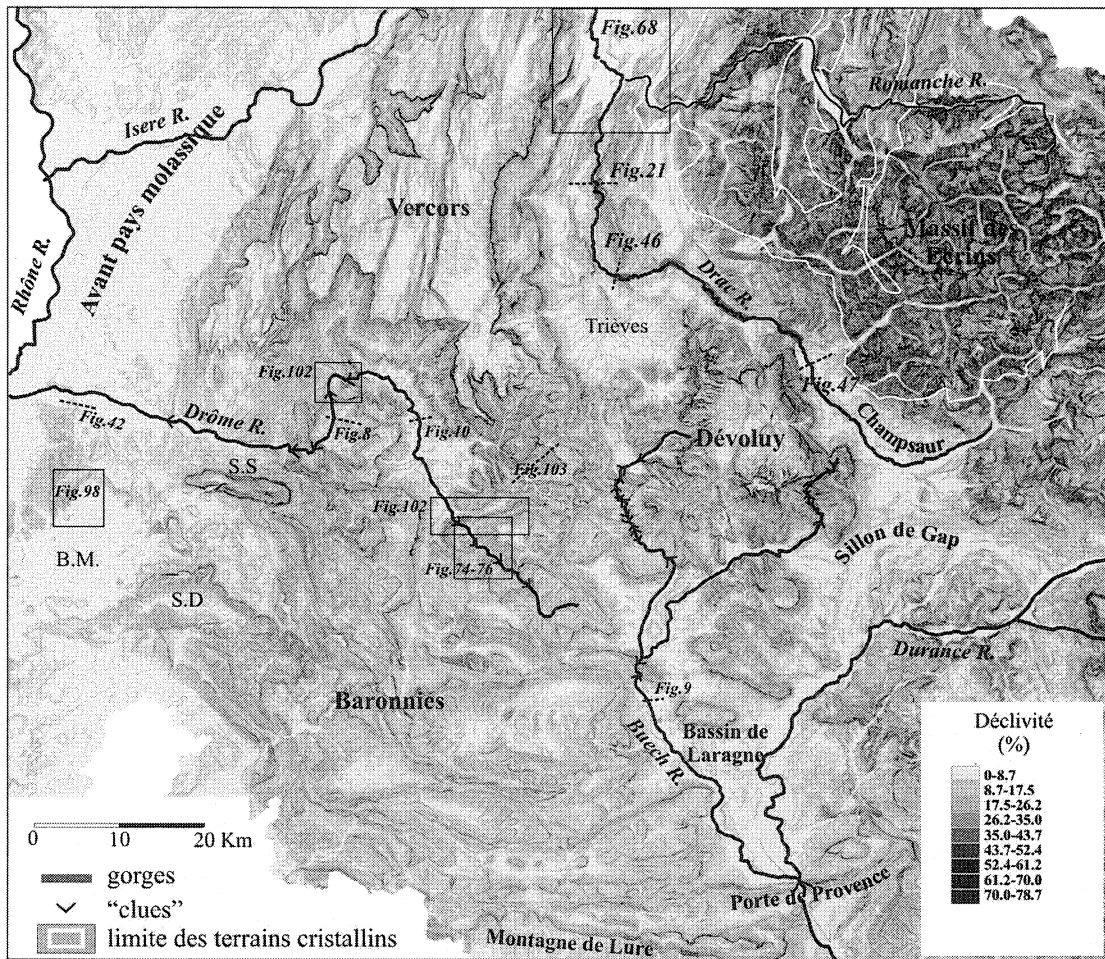 Fig.68
Romanche R.
Isere R.
Avant pays molassique
Fig.21
Vercors
Massif des
Ecrins
Rhône R.
Fig.46
Drac R.
Trièves
Fig.102
Fig.47
Fig.42
Drôme R.
Fig.8
Fig.10
Champsaur
Dévoluy
S.S
Fig.103
Fig.98
Fig.102
B.M.
Sillon de Gap
Fig.74-76
S.D
Durance R.
Fig.9
Baronnies
Bassin de
Laragne
Buech R.
Déclivité
(%)
0-8.7
8.7-17.5
17.5-26.2
26.2-35.0
35.0-43.7
43.7-52.4
52.4-61.2
61.2-70.0
70.0-78.7
0 10 20 Km
gorges
“clues”
limite des terrains cristallins
Porte de Provence
Montagne de Lure